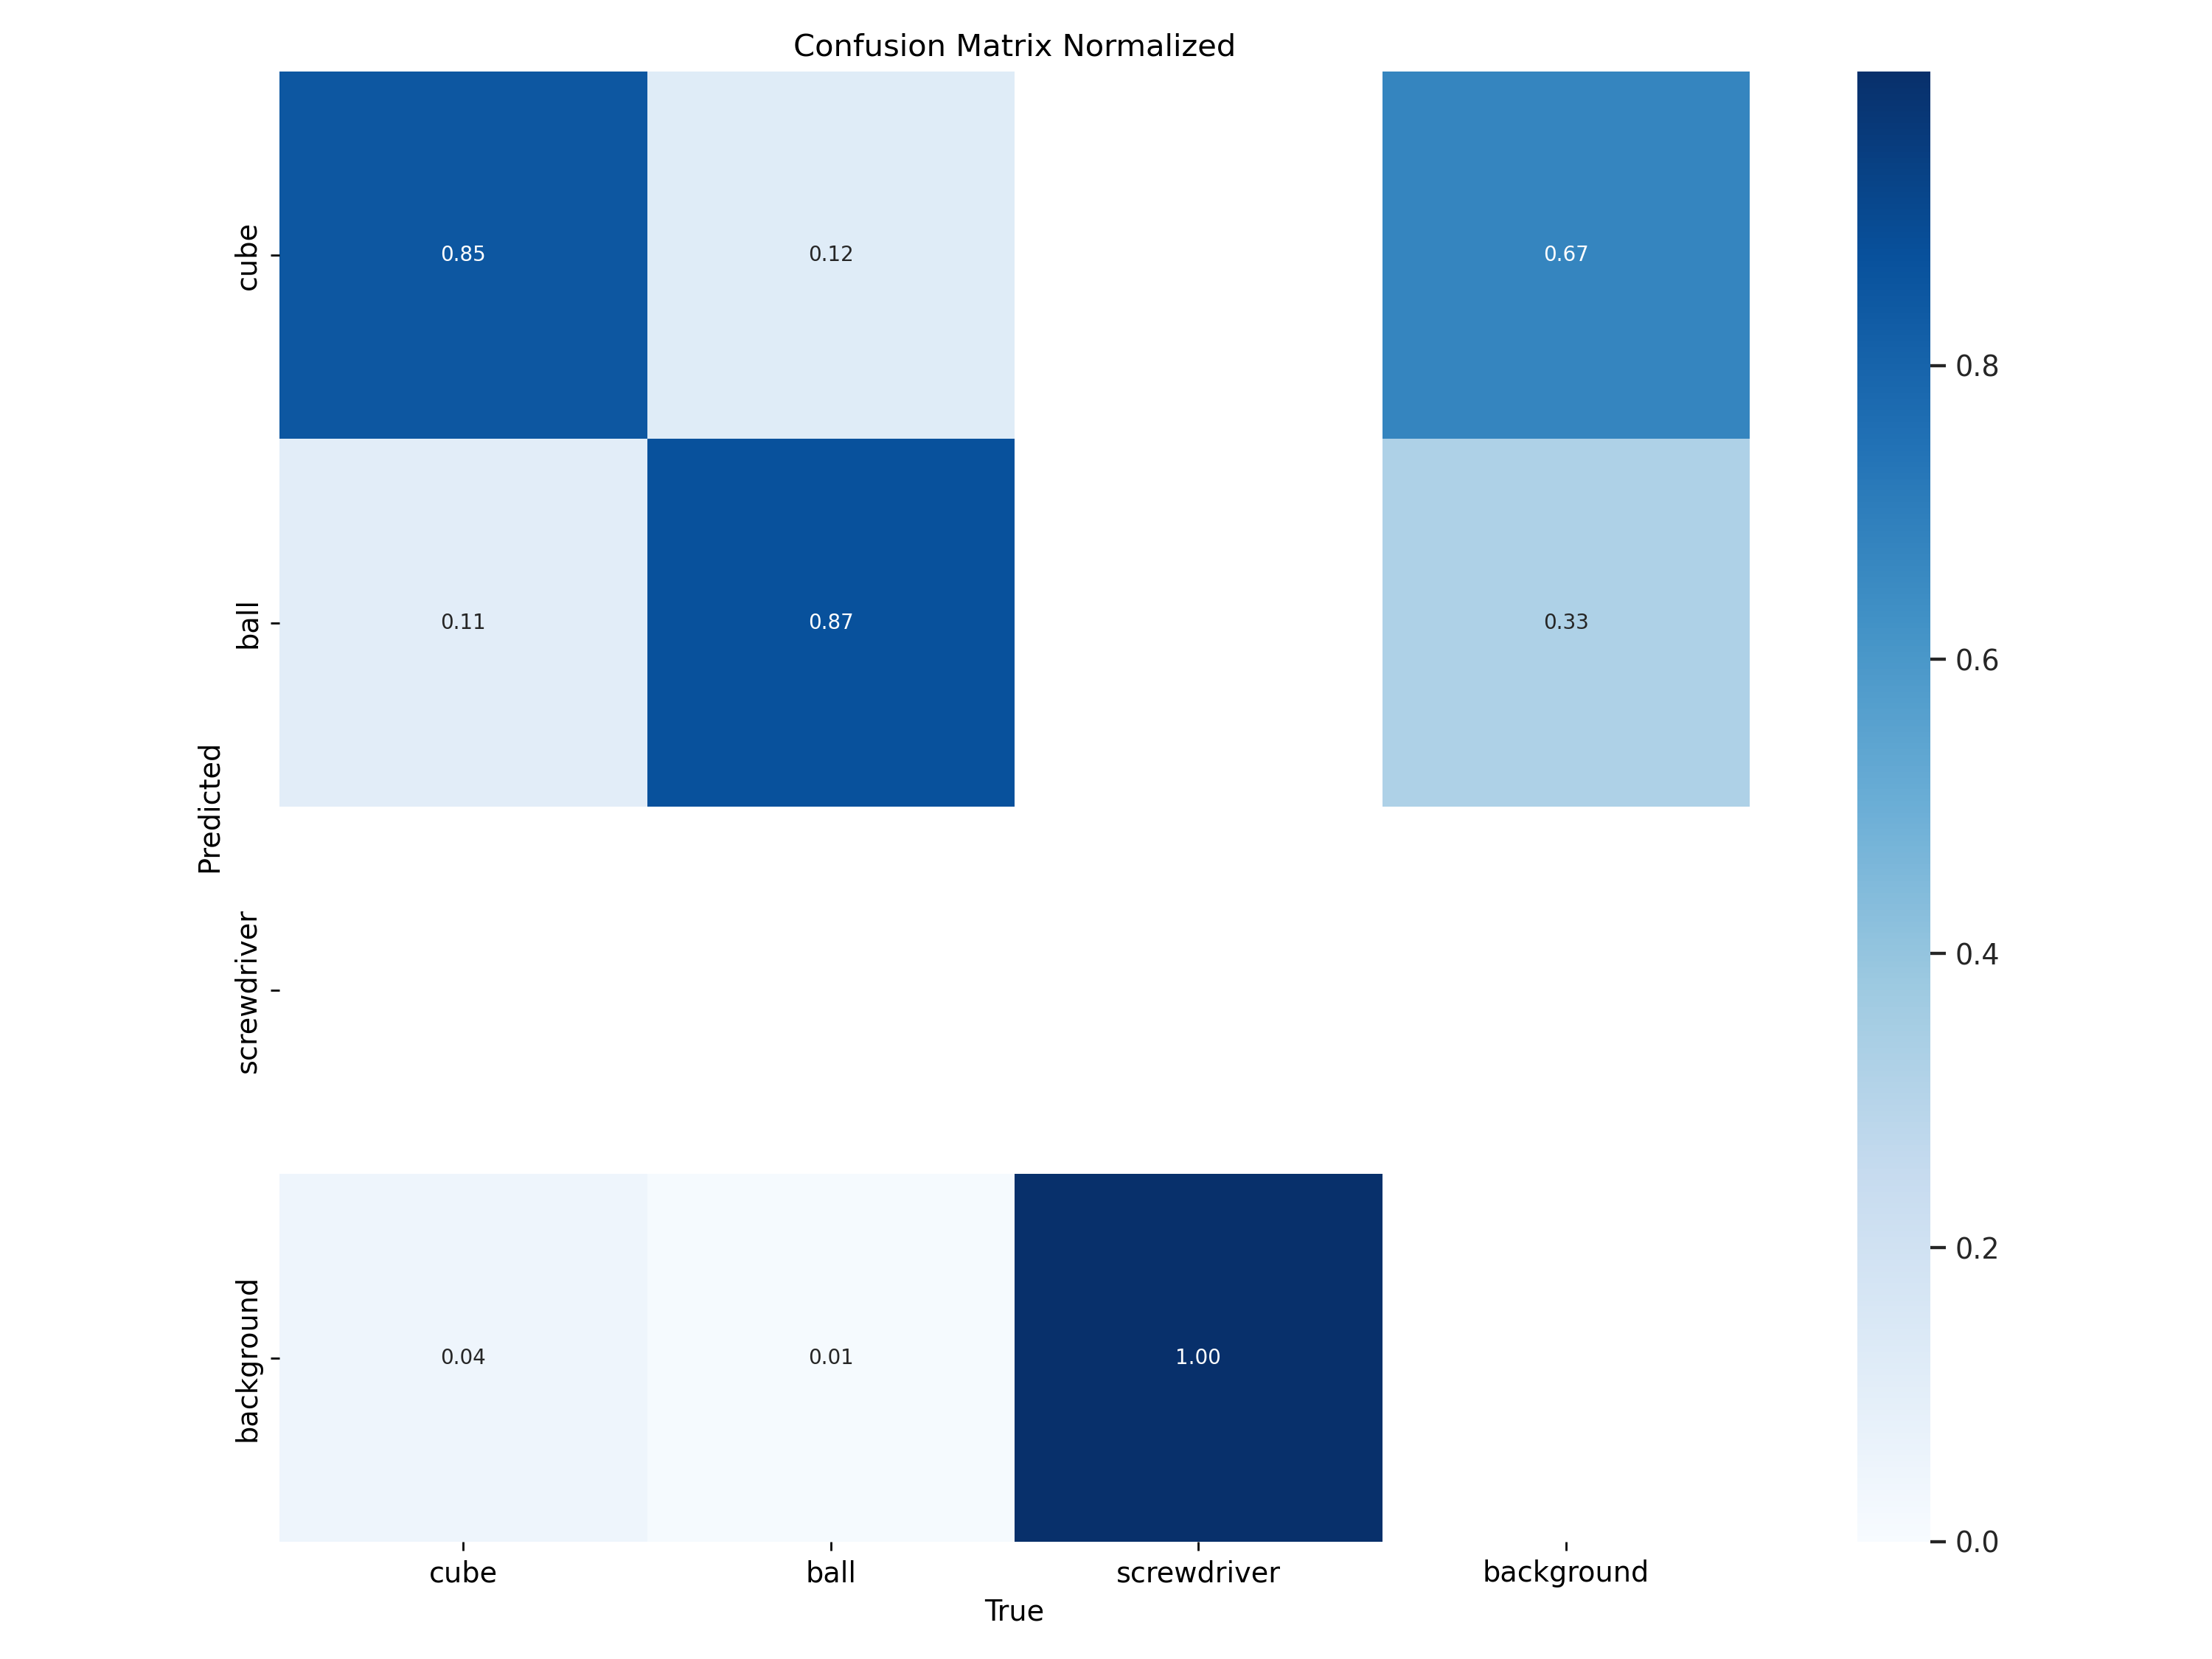 Confusion Matrix Normalized
cube
0.85
0.12
0.67
ball
0.11
0.87
0.33
Predicted
screwdriver
background
0.04
0.01
1.00
cube
ball
screwdriver
background
True
0.8
0.6
0.4
0.2
0.0